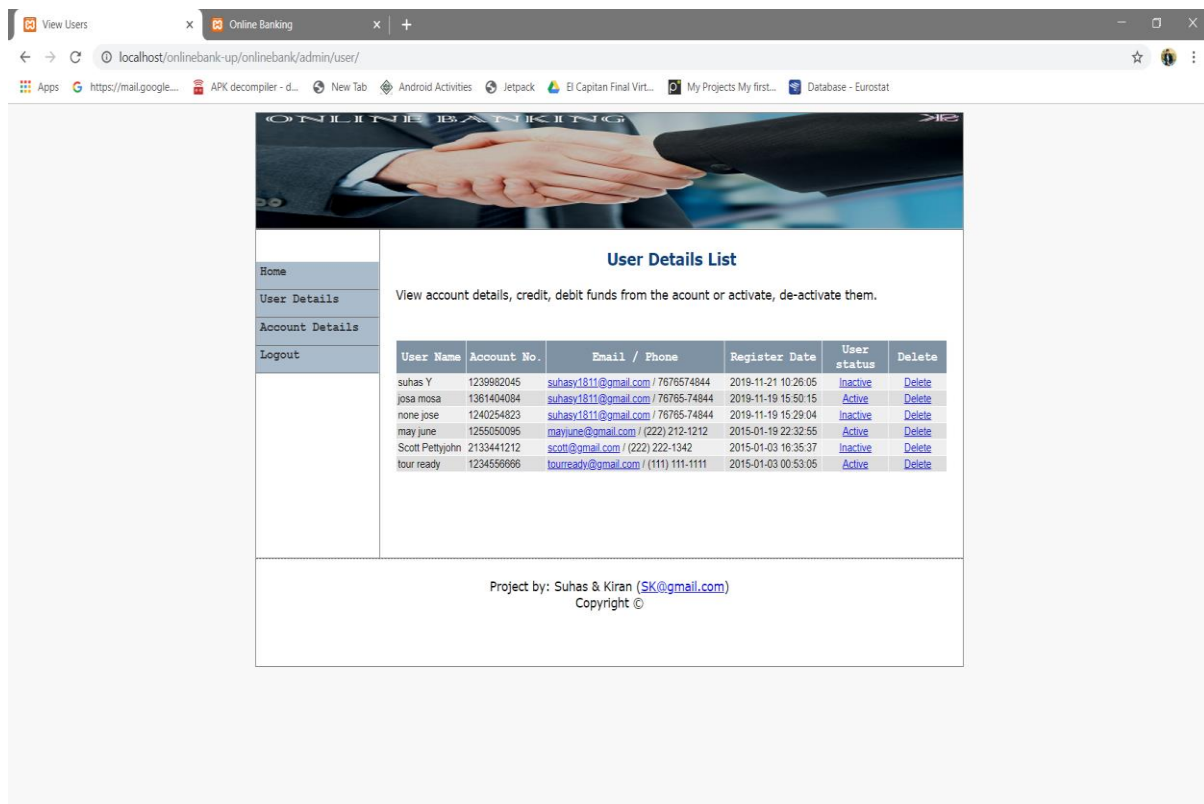 View Users
Online Banking
localhost/onlinebank-up/onlinebank/admin/user/
Apps https://mail.google.... APK decompiler - d... New Tab Android Activities Jetpack El Capitan Final Virt... My Projects My first... Database - Eurostat
ONLINE BANKING SK
User Details List
Home
User Details
Account Details
Logout
View account details, credit, debit funds from the acount or activate, de-activate them.
User Name Account No. Email / Phone Register Date User status Delete
suhas Y 1239982045 suhasy1811@gmail.com / 7676574844 2019-11-21 10:26:05 Inactive Delete
josa mosa 1361404084 suhasy1811@gmail.com / 76765-74844 2019-11-19 15:50:15 Active Delete
none jose 1240254823 suhasy1811@gmail.com / 76765-74844 2019-11-19 15:29:04 Inactive Delete
may june 1255050095 mayjune@gmail.com / (222) 212-1212 2015-01-19 22:32:55 Active Delete
Scott Pettyjohn 2133441212 scott@gmail.com / (222) 222-1342 2015-01-03 16:35:37 Inactive Delete
tour ready 1234556666 tourready@gmail.com / (111) 111-1111 2015-01-03 00:53:05 Active Delete
Project by: Suhas & Kiran (SK@gmail.com)
Copyright ©